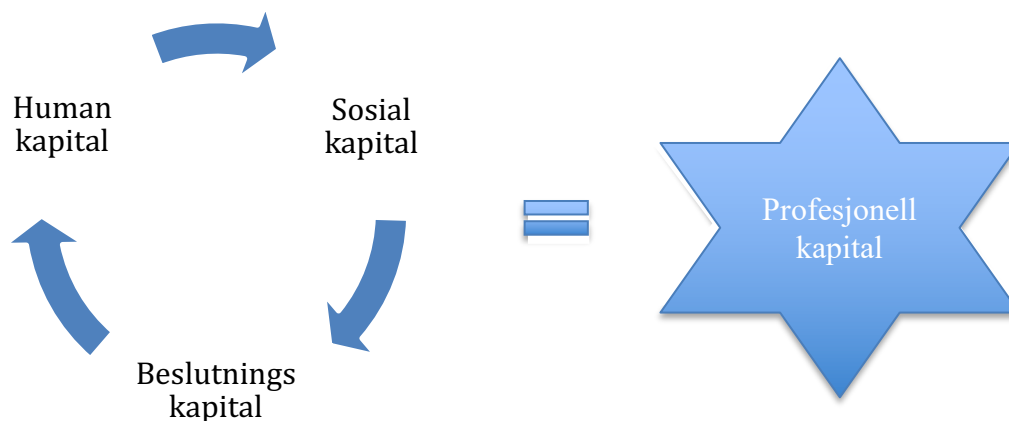 Human
kapital
Sosial
kapital
Beslutnings
kapital
Profesjonell
kapital